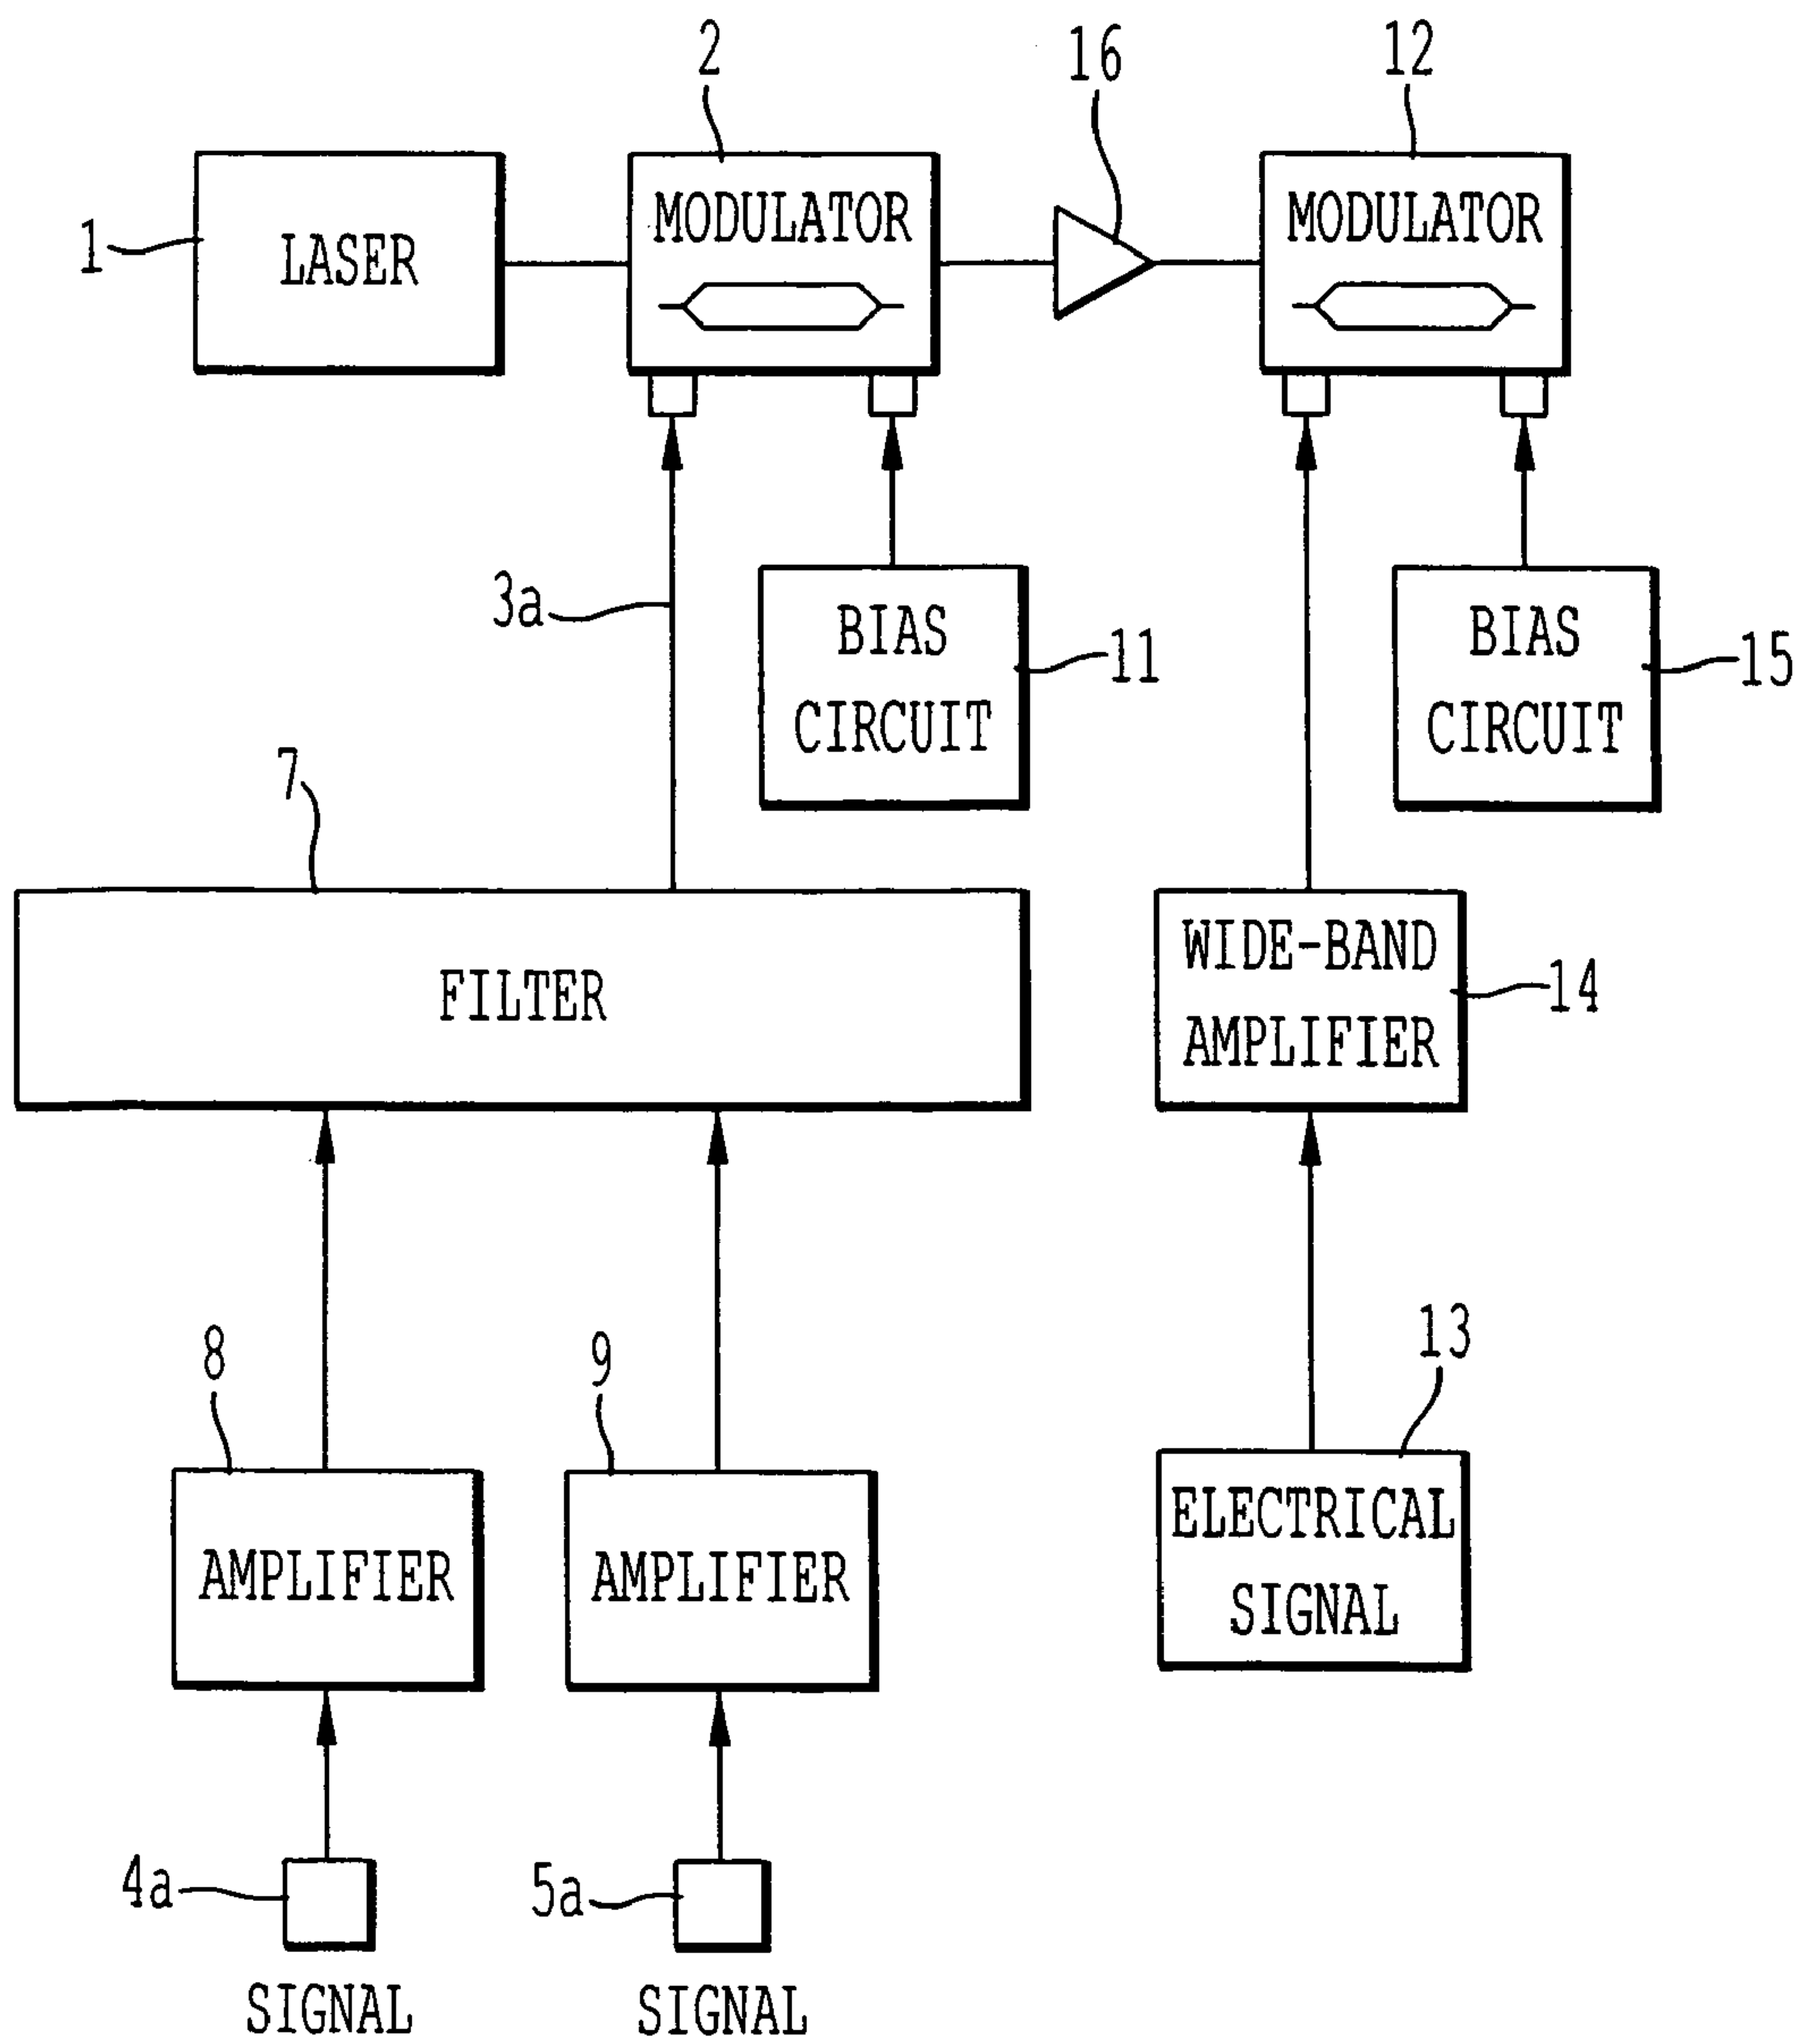 2
16
12
1
LASER
MODULATOR
MODULATOR
3a
BIAS
CIRCUIT
11
BIAS
CIRCUIT
15
7
FILTER
WIDE-BAND
AMPLIFIER
14
8
9
13
AMPLIFIER
AMPLIFIER
ELECTRICAL
SIGNAL
4a
5a
SIGNAL
SIGNAL